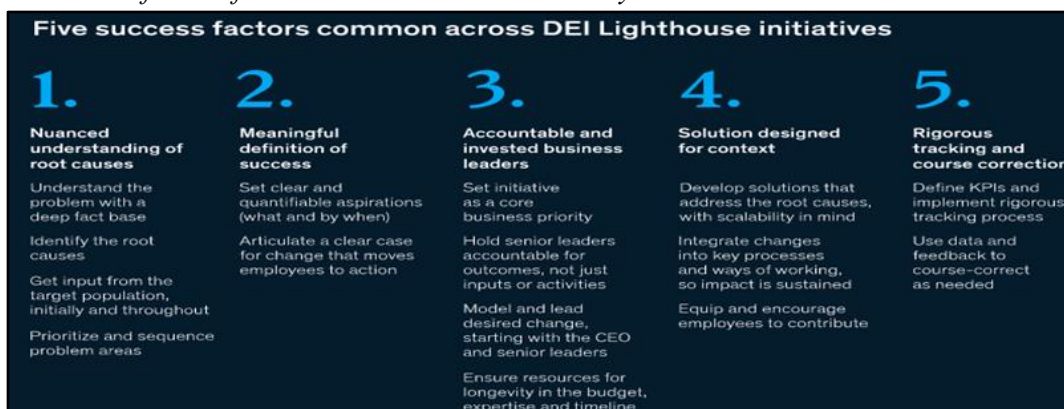 Five success factors common across DEI Lighthouse initiatives
1.
Nuanced
understanding of
root causes
Understand the
problem with a
deep fact base
Identify the root
causes
Get input from the
target population,
initially and throughout
Prioritize and sequence
problem areas
2.
Meaningful
definition of
success
Set clear and
quantifiable aspirations
(what and by when)
Articulate a clear case
for change that moves
employees to action
3.
Accountable and
invested business
leaders
Set initiative
as a core
business priority
Hold senior leaders
accountable for
outcomes, not just
inputs or activities
Model and lead
desired change,
starting with the CEO
and senior leaders
Ensure resources for
longevity in the budget,
expertise and timeline
4.
Solution designed
for context
Develop solutions that
address the root causes,
with scalability in mind
Integrate changes
into key processes
and ways of working,
so impact is sustained
Equip and encourage
employees to contribute
5.
Rigorous
tracking and
course correction
Define KPIs and
implement rigorous
tracking process
Use data and
feedback to
course-correct
as needed